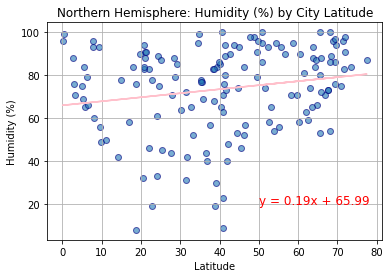 Northern Hemisphere: Humidity (%) by City Latitude
Humidity (%)
100
80
60
40
20
y = 0.19x + 65.99
0 10 20 30 40 50 60 70 80
Latitude